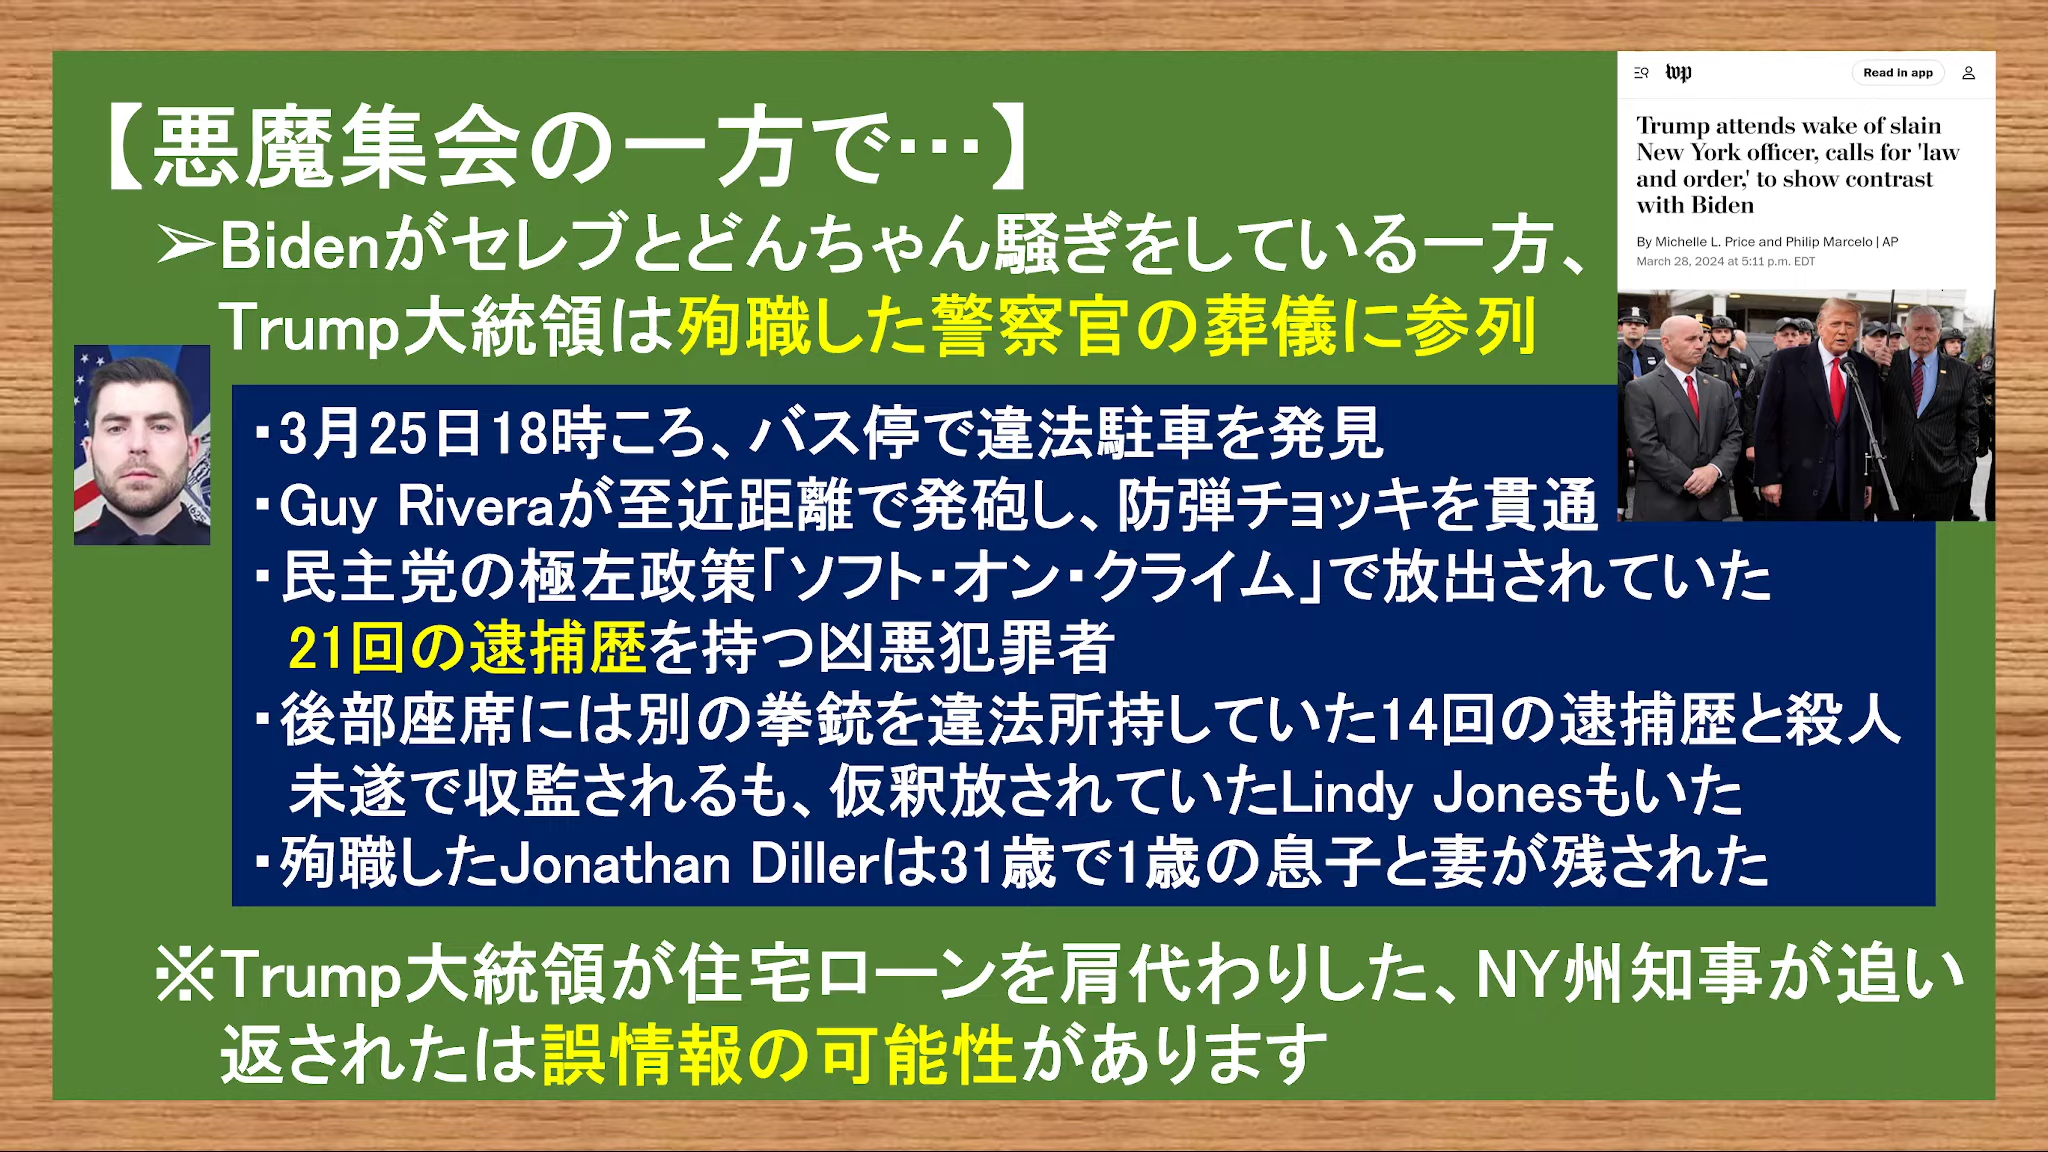 【悪魔集会の一方で…】
➢Bidenがセレブとどんちゃん騒ぎをしている一方、
Trump大統領は殉職した警察官の葬儀に参列
・3月25日18時ころ、バス停で違法駐車を発見
・Guy Riveraが至近距離で発砲し、防弾チョッキを貫通
・民主党の極左政策「ソフト・オン・クライム」で放出されていた
21回の逮捕歴を持つ凶悪犯罪者
・後部座席には別の拳銃を違法所持していた14回の逮捕歴と殺人
未遂で収監されるも、仮釈放されていたLindy Jonesもいた
・殉職したJonathan Dillerは31歳で1歳の息子と妻が残された
※Trump大統領が住宅ローンを肩代わりした、NY州知事が追い
返されたは誤情報の可能性があります
wp
Read in app
Trump attends wake of slain
New York officer, calls for 'law
and order,' to show contrast
with Biden
By Michelle L. Price and Philip Marcelo | AP
March 28, 2024 at 5:11 p.m. EDT